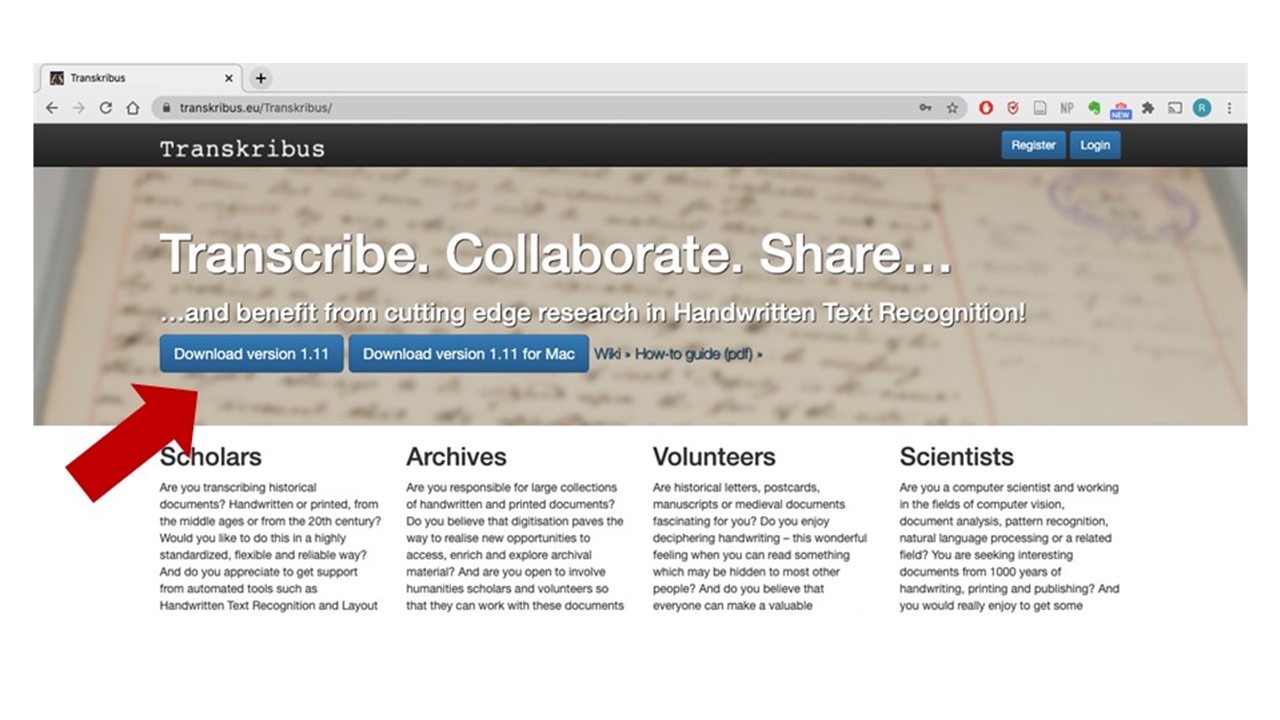 Transkribus
transkribus.eu/Transkribus/
NP
NEW
R
Transkribus
Register
Login
Transcribe. Collaborate. Share...
...and benefit from cutting edge research in Handwritten Text Recognition!
Download version 1.11
Download version 1.11 for Mac
Wiki » How-to guide (pdf) »
Scholars
Are you transcribing historical
documents? Handwritten or printed, from
the middle ages or from the 20th century?
Would you like to do this in a highly
standardized, flexible and reliable way?
And do you appreciate to get support
from automated tools such as
Handwritten Text Recognition and Layout
Archives
Are you responsible for large collections
of handwritten and printed documents?
Do you believe that digitisation paves the
way to realise new opportunities to
access, enrich and explore archival
material? And are you open to involve
humanities scholars and volunteers so
that they can work with these documents
Volunteers
Are historical letters, postcards,
manuscripts or medieval documents
fascinating for you? Do you enjoy
deciphering handwriting – this wonderful
feeling when you can read something
which may be hidden to most other
people? And do you believe that
everyone can make a valuable
Scientists
Are you a computer scientist and working
in the fields of computer vision,
document analysis, pattern recognition,
natural language processing or a related
field? You are seeking interesting
documents from 1000 years of
handwriting, printing and publishing? And
you would really enjoy to get some